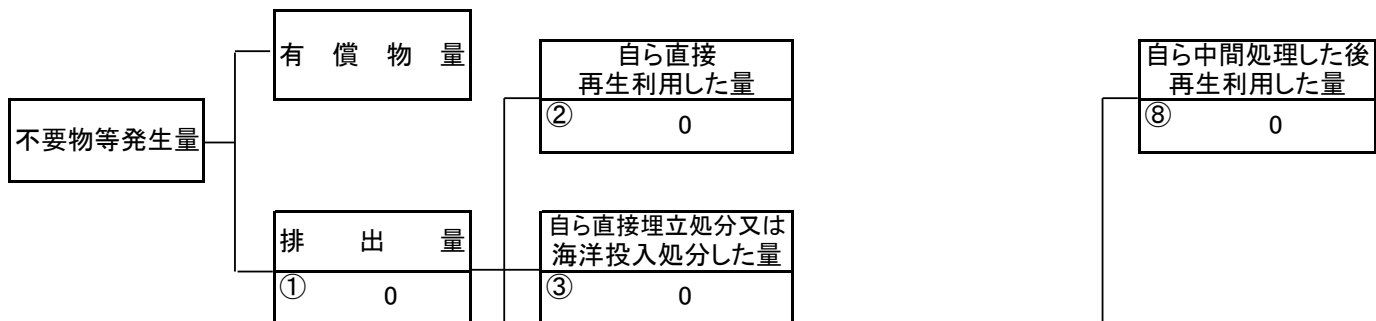 有償物量
自ら直接
再生利用した量
② 0
自ら中間処理した後
再生利用した量
⑧ 0
不要物等発生量
排出量
① 0
自ら直接埋立処分又は
海洋投入処分した量
③ 0